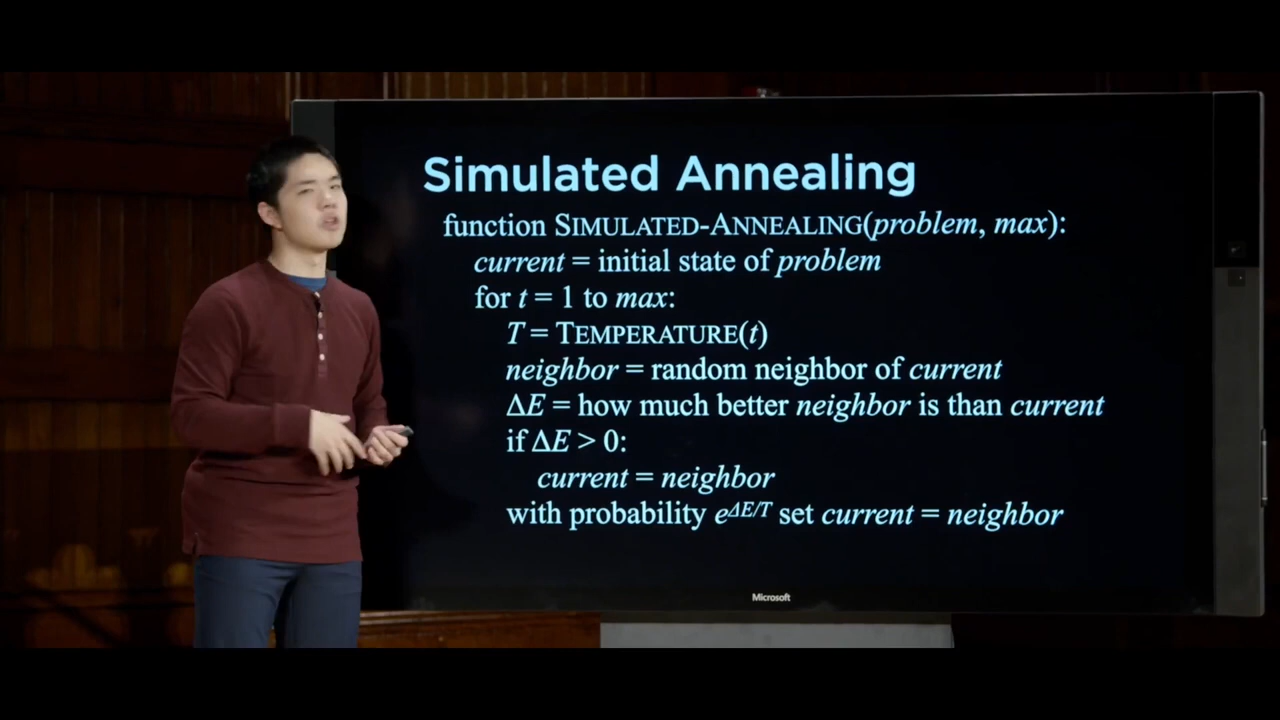 Simulated Annealing
function SIMULATED-ANNEALING(problem, max):
current = initial state of problem
for t = 1 to max:
T = TEMPERATURE(t)
neighbor = random neighbor of current
ΔE = how much better neighbor is than current
if ΔE > 0:
current = neighbor
with probability e^ΔE/T set current = neighbor
Microsoft